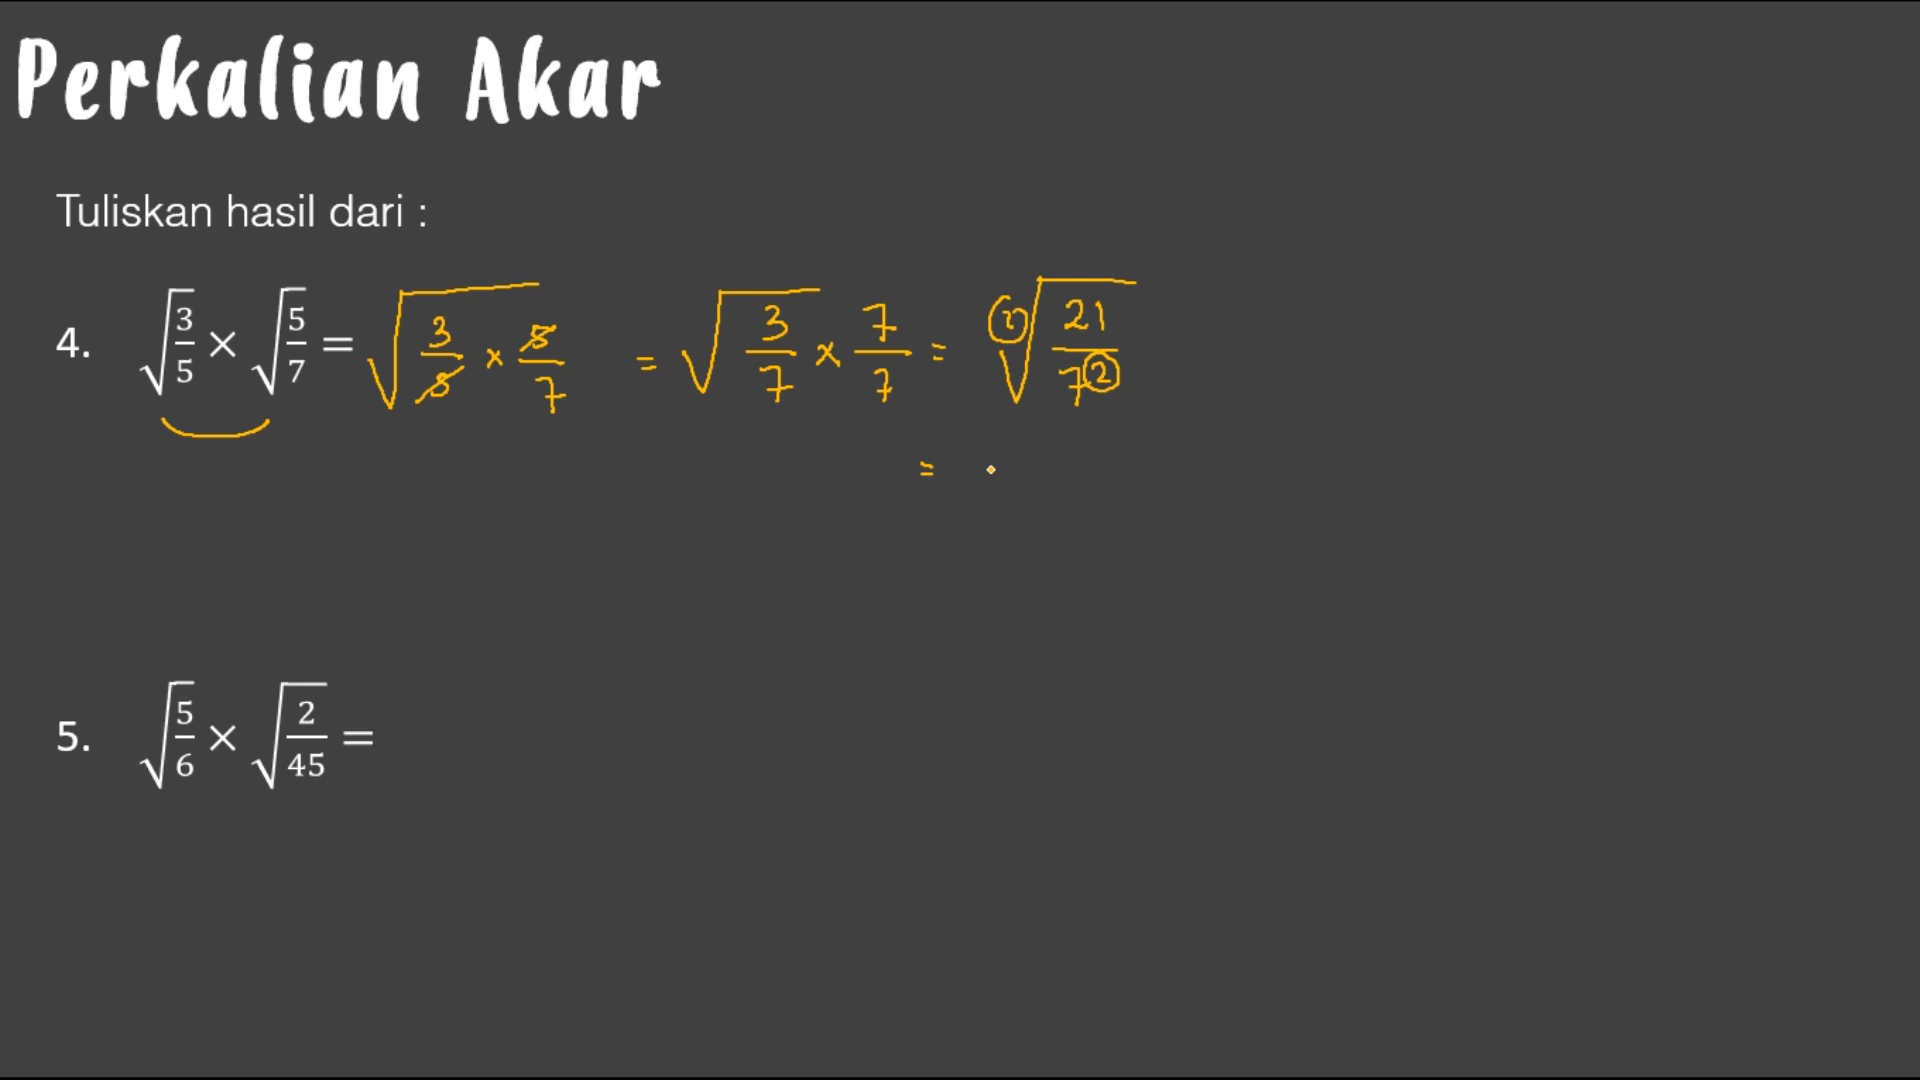 Perkalian Akar
Tuliskan hasil dari :
4. √(3/5) × √(5/7) = √(3/5 × 5/7) = √(3/7 × 7/7) = ²√(21/7²)
=
5. √(5/6) × √(2/45) =